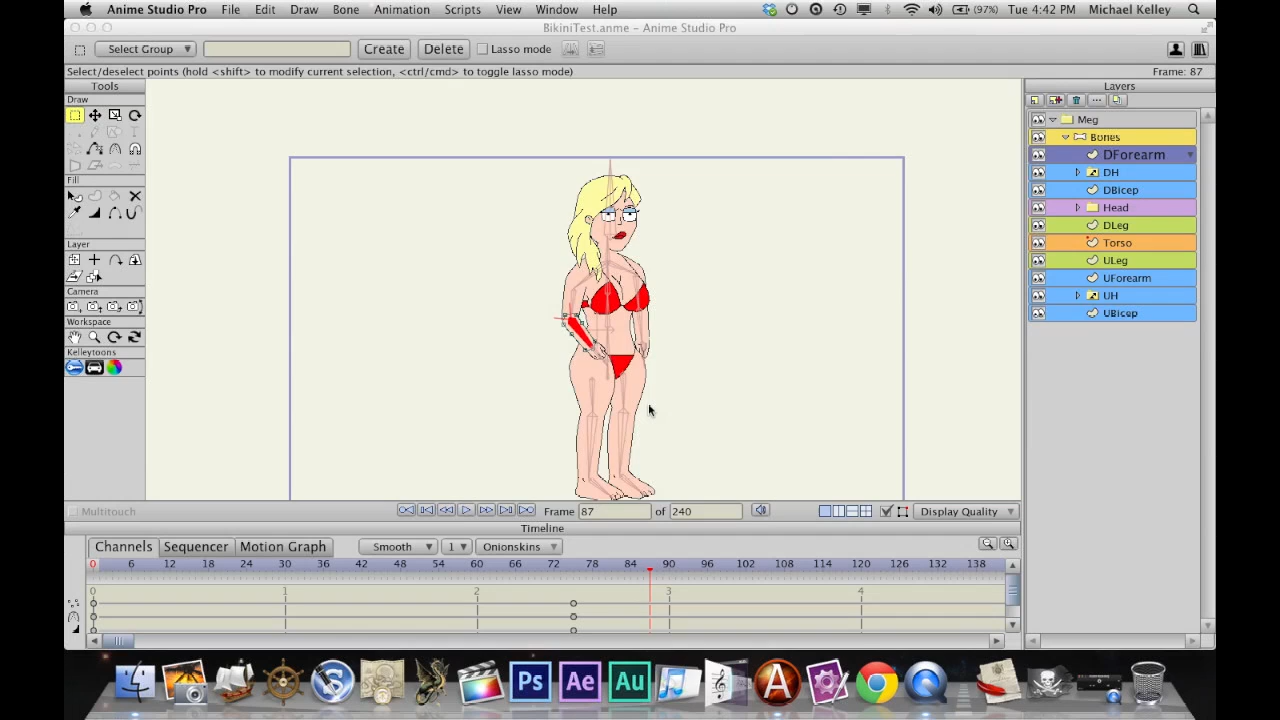 Anime Studio Pro File Edit Draw Bone Animation Scripts View Window Help (97%) Tue 4:42 PM Michael Kelley
BikiniTest.anme - Anime Studio Pro
Select Group Create Delete Lasso mode
Select/deselect points (hold <shift> to modify current selection, <ctrl/cmd> to toggle lasso mode) Frame: 87
Tools
Draw
Fill
Layer
Camera
Workspace
Kelleytoons
Layers
Meg
Bones
DForearm
DH
DBicep
Head
DLeg
Torso
ULeg
UForearm
UH
UBicep
Multitouch Frame 87 of 240 Display Quality
Timeline
Channels Sequencer Motion Graph Smooth 1 Onionskins
0 6 12 18 24 30 36 42 48 54 60 66 72 78 84 90 96 102 108 114 120 126 132 138
0 1 2 3 4
Ps Ae Au